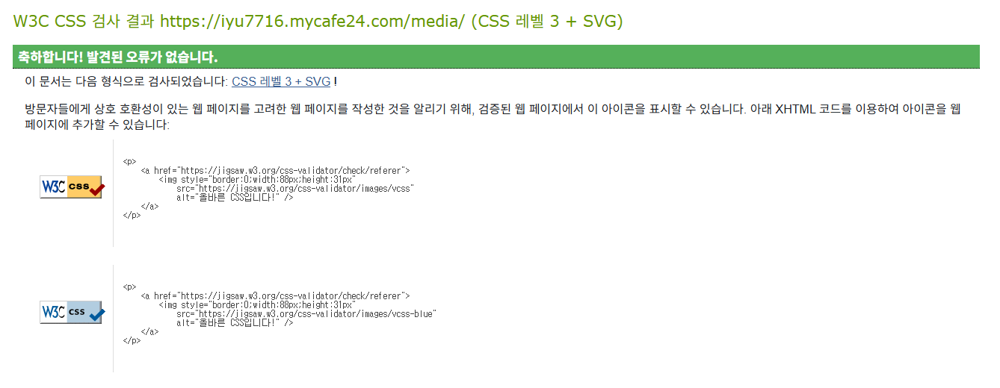 W3C CSS 검사 결과 https://iyu7716.mycafe24.com/media/ (CSS 레벨 3 + SVG)
축하합니다! 발견된 오류가 없습니다.
이 문서는 다음 형식으로 검사되었습니다: CSS 레벨 3 + SVG !
방문자들에게 상호 호환성이 있는 웹 페이지를 고려한 웹 페이지를 작성한 것을 알리기 위해, 검증된 웹 페이지에서 이 아이콘을 표시할 수 있습니다. 아래 XHTML 코드를 이용하여 아이콘을 웹
페이지에 추가할 수 있습니다:
W3C css
<p>
<a href="https://jigsaw.w3.org/css-validator/check/referer">
<img style="border:0;width:88px;height:31px"
src="https://jigsaw.w3.org/css-validator/images/vcss"
alt="올바른 CSS입니다!" />
</a>
</p>
W3C css
<p>
<a href="https://jigsaw.w3.org/css-validator/check/referer">
<img style="border:0;width:88px;height:31px"
src="https://jigsaw.w3.org/css-validator/images/vcss-blue"
alt="올바른 CSS입니다!" />
</a>
</p>